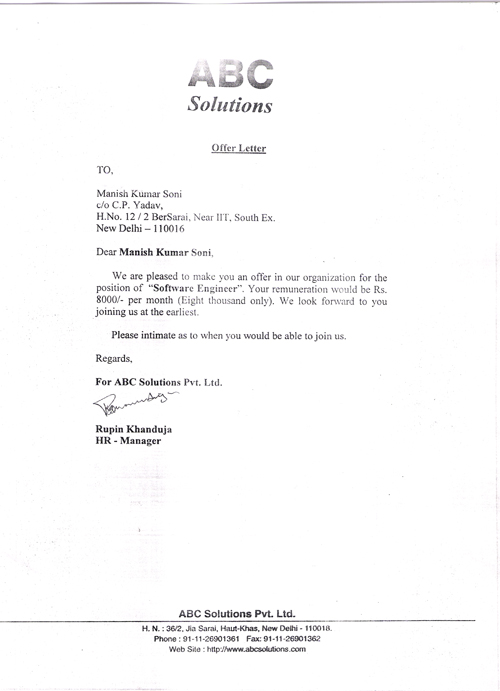 ABC
Solutions
Offer Letter
TO,
Manish Kumar Soni
c/o C.P. Yadav,
H.No. 12 / 2 BerSarai, Near IIT, South Ex.
New Delhi – 110016
Dear Manish Kumar Soni,
We are pleased to make you an offer in our organization for the
position of “Software Engineer”. Your remuneration would be Rs.
8000/- per month (Eight thousand only). We look forward to you
joining us at the earliest.
Please intimate as to when you would be able to join us.
Regards,
For ABC Solutions Pvt. Ltd.
Rupin Khanduja
HR - Manager
ABC Solutions Pvt. Ltd.
H. N. : 36/2, Jia Sarai, Haut-Khas, New Delhi - 110018.
Phone : 91-11-26901361 Fax: 91-11-26901362
Web Site : http://www.abcsolutions.com